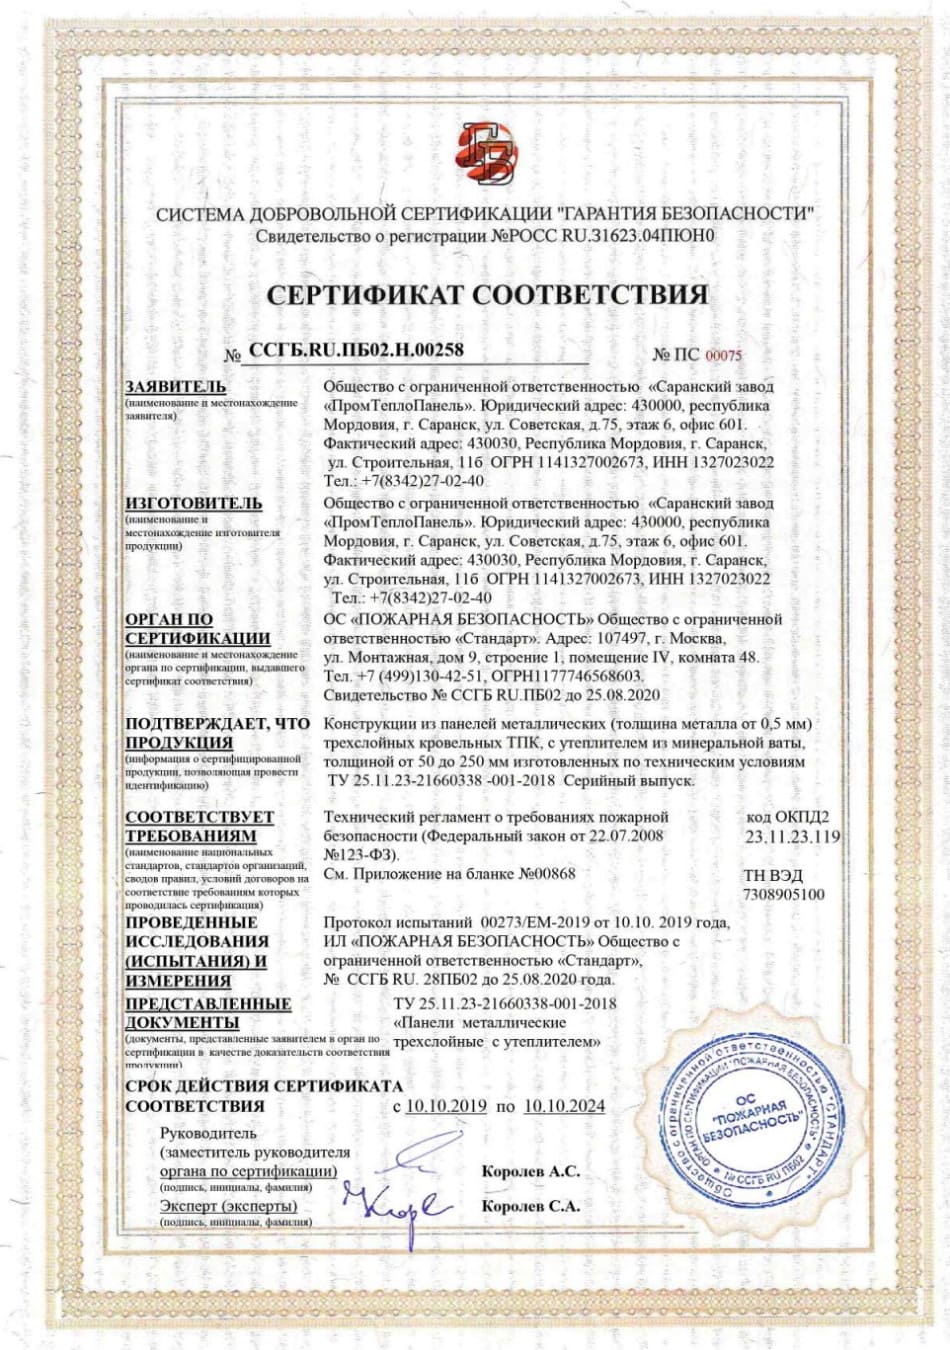 СИСТЕМА ДОБРОВОЛЬНОЙ СЕРТИФИКАЦИИ "ГАРАНТИЯ БЕЗОПАСНОСТИ"
Свидетельство о регистрации №РОСС RU.31623.04ПЮН0
СЕРТИФИКАТ СООТВЕТСТВИЯ
№ ССГБ.RU.ПБ02.Н.00258 № ПС 00075
ЗАЯВИТЕЛЬ
(наименование и местонахождение
заявителя)
Общество с ограниченной ответственностью «Саранский завод
«ПромТеплоПанель». Юридический адрес: 430000, республика
Мордовия, г. Саранск, ул. Советская, д.75, этаж 6, офис 601.
Фактический адрес: 430030, Республика Мордовия, г. Саранск,
ул. Строительная, 11б ОГРН 1141327002673, ИНН 1327023022
Тел.: +7(8342)27-02-40
ИЗГОТОВИТЕЛЬ
(наименование и
местонахождение изготовителя
продукции)
Общество с ограниченной ответственностью «Саранский завод
«ПромТеплоПанель». Юридический адрес: 430000, республика
Мордовия, г. Саранск, ул. Советская, д.75, этаж 6, офис 601.
Фактический адрес: 430030, Республика Мордовия, г. Саранск,
ул. Строительная, 11б ОГРН 1141327002673, ИНН 1327023022
Тел.: +7(8342)27-02-40
ОРГАН ПО
СЕРТИФИКАЦИИ
(наименование и местонахождение
органа по сертификации, выдавшего
сертификат соответствия)
ОС «ПОЖАРНАЯ БЕЗОПАСНОСТЬ» Общество с ограниченной
ответственностью «Стандарт». Адрес: 107497, г. Москва,
ул. Монтажная, дом 9, строение 1, помещение IV, комната 48.
Тел. +7 (499)130-42-51, ОГРН1177746568603.
Свидетельство № ССГБ RU.ПБ02 до 25.08.2020
ПОДТВЕРЖДАЕТ, ЧТО
ПРОДУКЦИЯ
(информация о сертифицированной
продукции, позволяющая провести
идентификацию)
Конструкции из панелей металлических (толщина металла от 0,5 мм)
трехслойных кровельных ТПК, с утеплителем из минеральной ваты,
толщиной от 50 до 250 мм изготовленных по техническим условиям
ТУ 25.11.23-21660338 -001-2018 Серийный выпуск.
СООТВЕТСТВУЕТ
ТРЕБОВАНИЯМ
(наименование национальных
стандартов, стандартов организаций,
сводов правил, условий договоров на
соответствие требованиям которых
проводилась сертификация)
Технический регламент о требованиях пожарной
безопасности (Федеральный закон от 22.07.2008
№123-ФЗ).
См. Приложение на бланке №00868
код ОКПД2
23.11.23.119
ТН ВЭД
7308905100
ПРОВЕДЕННЫЕ
ИССЛЕДОВАНИЯ
(ИСПЫТАНИЯ) И
ИЗМЕРЕНИЯ
Протокол испытаний 00273/ЕМ-2019 от 10.10. 2019 года,
ИЛ «ПОЖАРНАЯ БЕЗОПАСНОСТЬ» Общество с
ограниченной ответственностью «Стандарт»,
№ ССГБ RU. 28ПБ02 до 25.08.2020 года.
ПРЕДСТАВЛЕННЫЕ
ДОКУМЕНТЫ
(документы, представленные заявителем в орган по
сертификации в качестве доказательств соответствия
продукции)
ТУ 25.11.23-21660338-001-2018
«Панели металлические
трехслойные с утеплителем»
СРОК ДЕЙСТВИЯ СЕРТИФИКАТА
СООТВЕТСТВИЯ с 10.10.2019 по 10.10.2024
Руководитель
(заместитель руководителя
органа по сертификации) Королев А.С.
(подпись, инициалы, фамилия)
Эксперт (эксперты) Королев С.А.
(подпись, инициалы, фамилия)
Общество с ограниченной ответственностью "СТАНДАРТ"
ОРГАН ПО СЕРТИФИКАЦИИ "ПОЖАРНАЯ БЕЗОПАСНОСТЬ"
№ ССГБ RU ПБ02
ОС
"ПОЖАРНАЯ
БЕЗОПАСНОСТЬ"